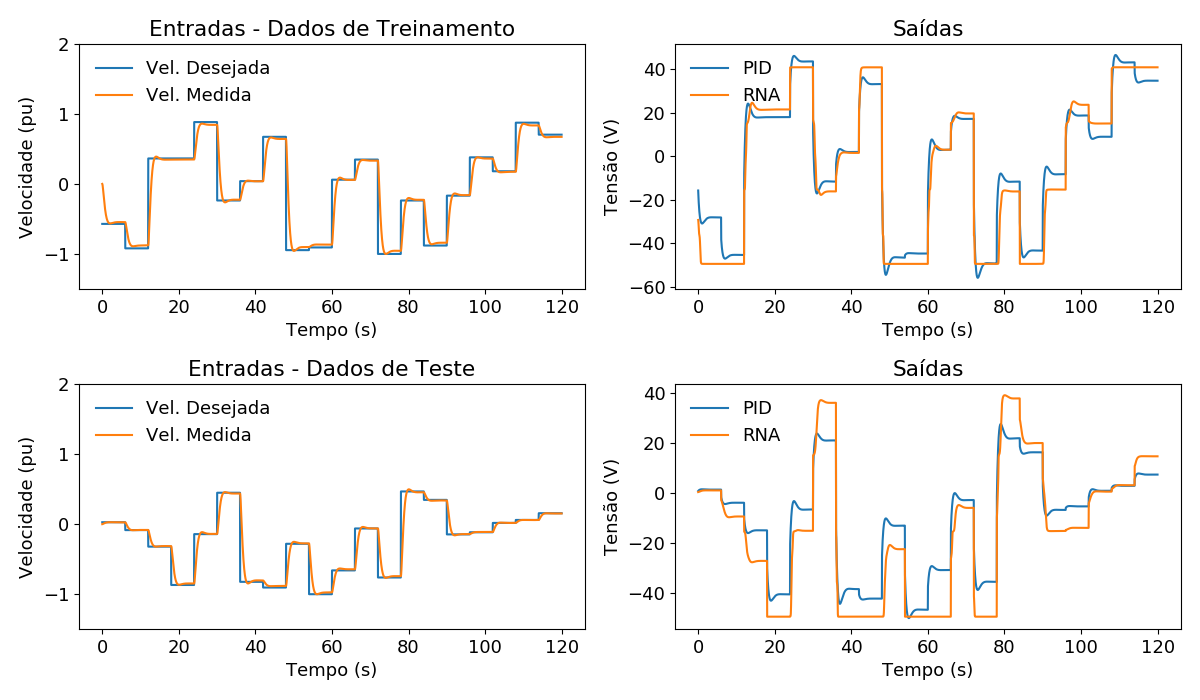 Entradas - Dados de Treinamento
2
1
0
−1
Velocidade (pu)
Vel. Desejada
Vel. Medida
0 20 40 60 80 100 120
Tempo (s)
Saídas
40
20
0
−20
−40
−60
Tensão (V)
PID
RNA
0 20 40 60 80 100 120
Tempo (s)
Entradas - Dados de Teste
2
1
0
−1
Velocidade (pu)
Vel. Desejada
Vel. Medida
0 20 40 60 80 100 120
Tempo (s)
Saídas
40
20
0
−20
−40
Tensão (V)
PID
RNA
0 20 40 60 80 100 120
Tempo (s)